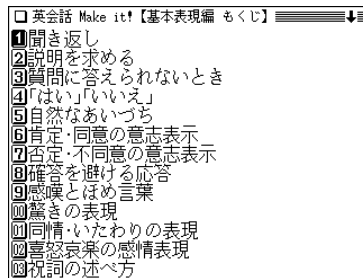 英会話 Make it!【基本表現編 もくじ】
1聞き返し
2説明を求める
3質問に答えられないとき
4「はい」「いいえ」
5自然なあいづち
6肯定・同意の意志表示
7否定・不同意の意志表示
8確答を避ける応答
9感嘆とほめ言葉
00驚きの表現
01同情・いたわりの表現
02喜怒哀楽の感情表現
03祝詞の述べ方